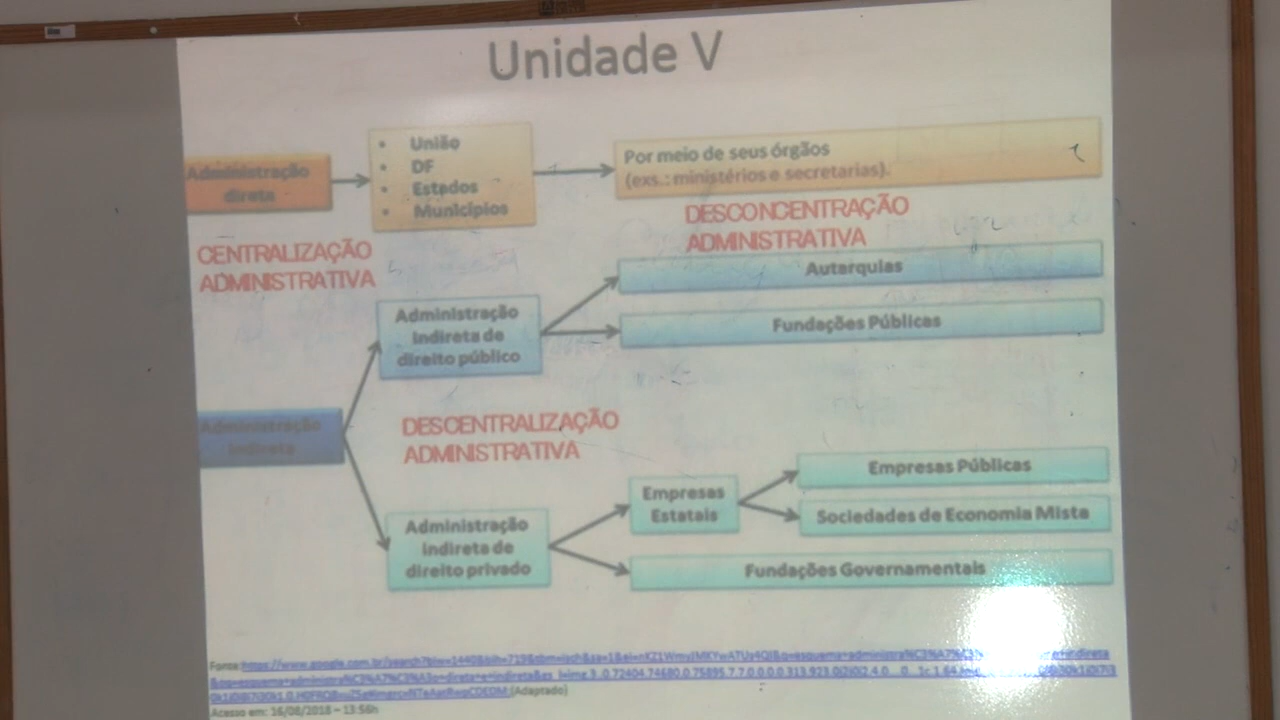 Unidade V
Administração
direta
• União
• DF
• Estados
• Municípios
Por meio de seus órgãos
(exs.: ministérios e secretarias).
CENTRALIZAÇÃO
ADMINISTRATIVA
DESCONCENTRAÇÃO
ADMINISTRATIVA
Administração
indireta de
direito público
Autarquias
Fundações Públicas
Administração
indireta
DESCENTRALIZAÇÃO
ADMINISTRATIVA
Administração
indireta de
direito privado
Empresas
Estatais
Empresas Públicas
Sociedades de Economia Mista
Fundações Governamentais
Fonte:
(Adaptado)
Acesso em: 16/08/2018 – 13:56h